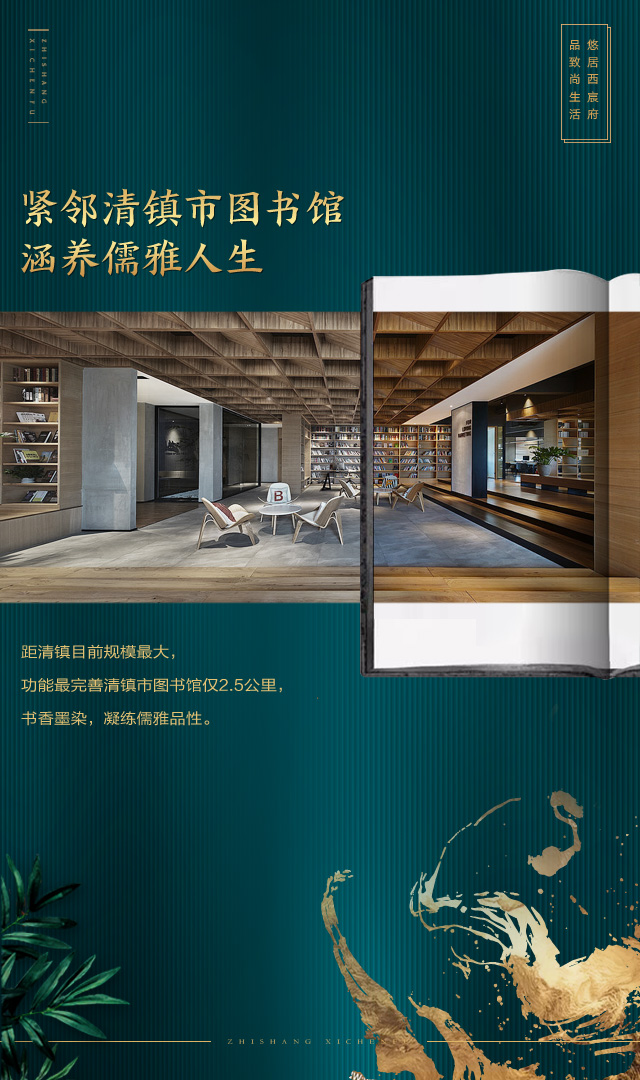 ZHISHANG
XICHENFU
悠居西宸府
品致尚生活
紧邻清镇市图书馆
涵养儒雅人生
B
距清镇目前规模最大，
功能最完善清镇市图书馆仅2.5公里，
书香墨染，凝练儒雅品性。
ZHISHANG XICHE